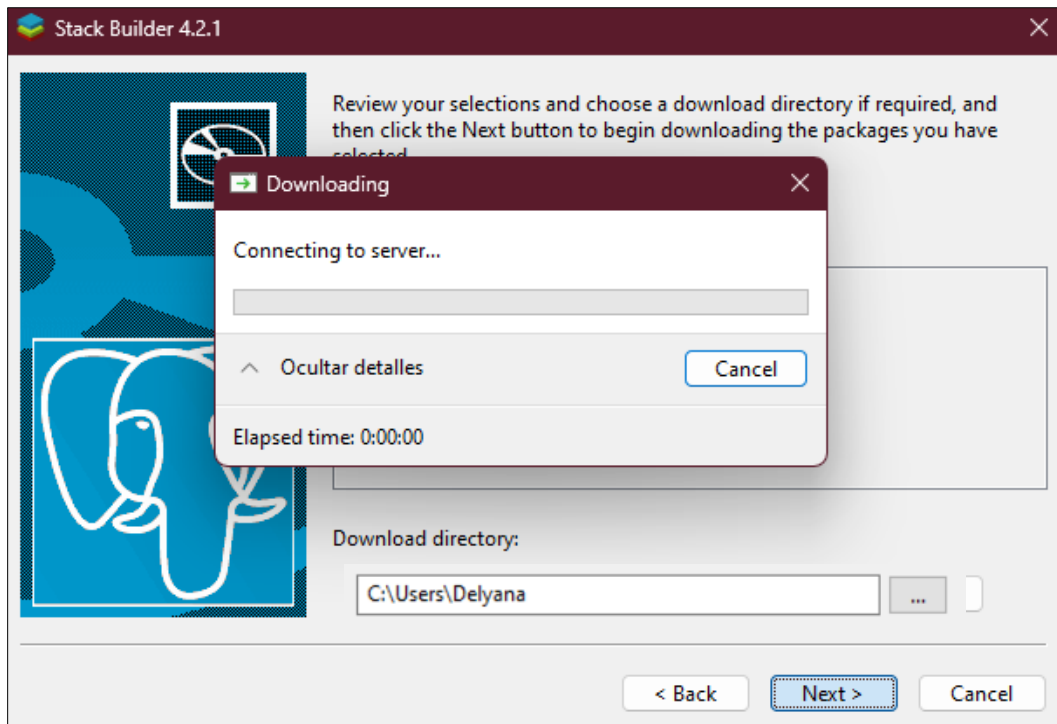 Stack Builder 4.2.1
Review your selections and choose a download directory if required, and
then click the Next button to begin downloading the packages you have
selected
Downloading
Connecting to server...
Ocultar detalles
Cancel
Elapsed time: 0:00:00
Download directory:
C:\Users\Delyana
...
< Back
Next >
Cancel